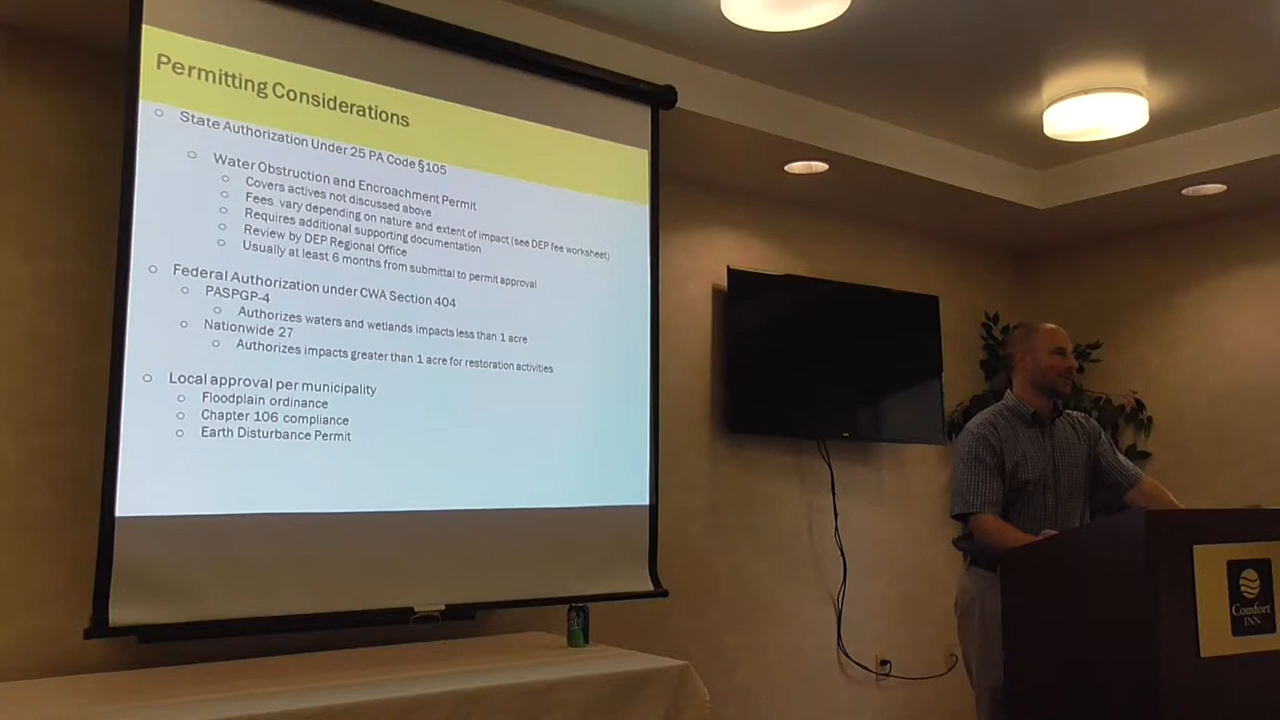 Permitting Considerations
State Authorization Under 25 PA Code §105
Water Obstruction and Encroachment Permit
Covers actives not discussed above
Fees vary depending on nature and extent of impact (see DEP fee worksheet)
Requires additional supporting documentation
Review by DEP Regional Office
Usually at least 6 months from submittal to permit approval
Federal Authorization under CWA Section 404
PASPGP-4
Authorizes waters and wetlands impacts less than 1 acre
Nationwide 27
Authorizes impacts greater than 1 acre for restoration activities
Local approval per municipality
Floodplain ordinance
Chapter 106 compliance
Earth Disturbance Permit
Comfort
INN